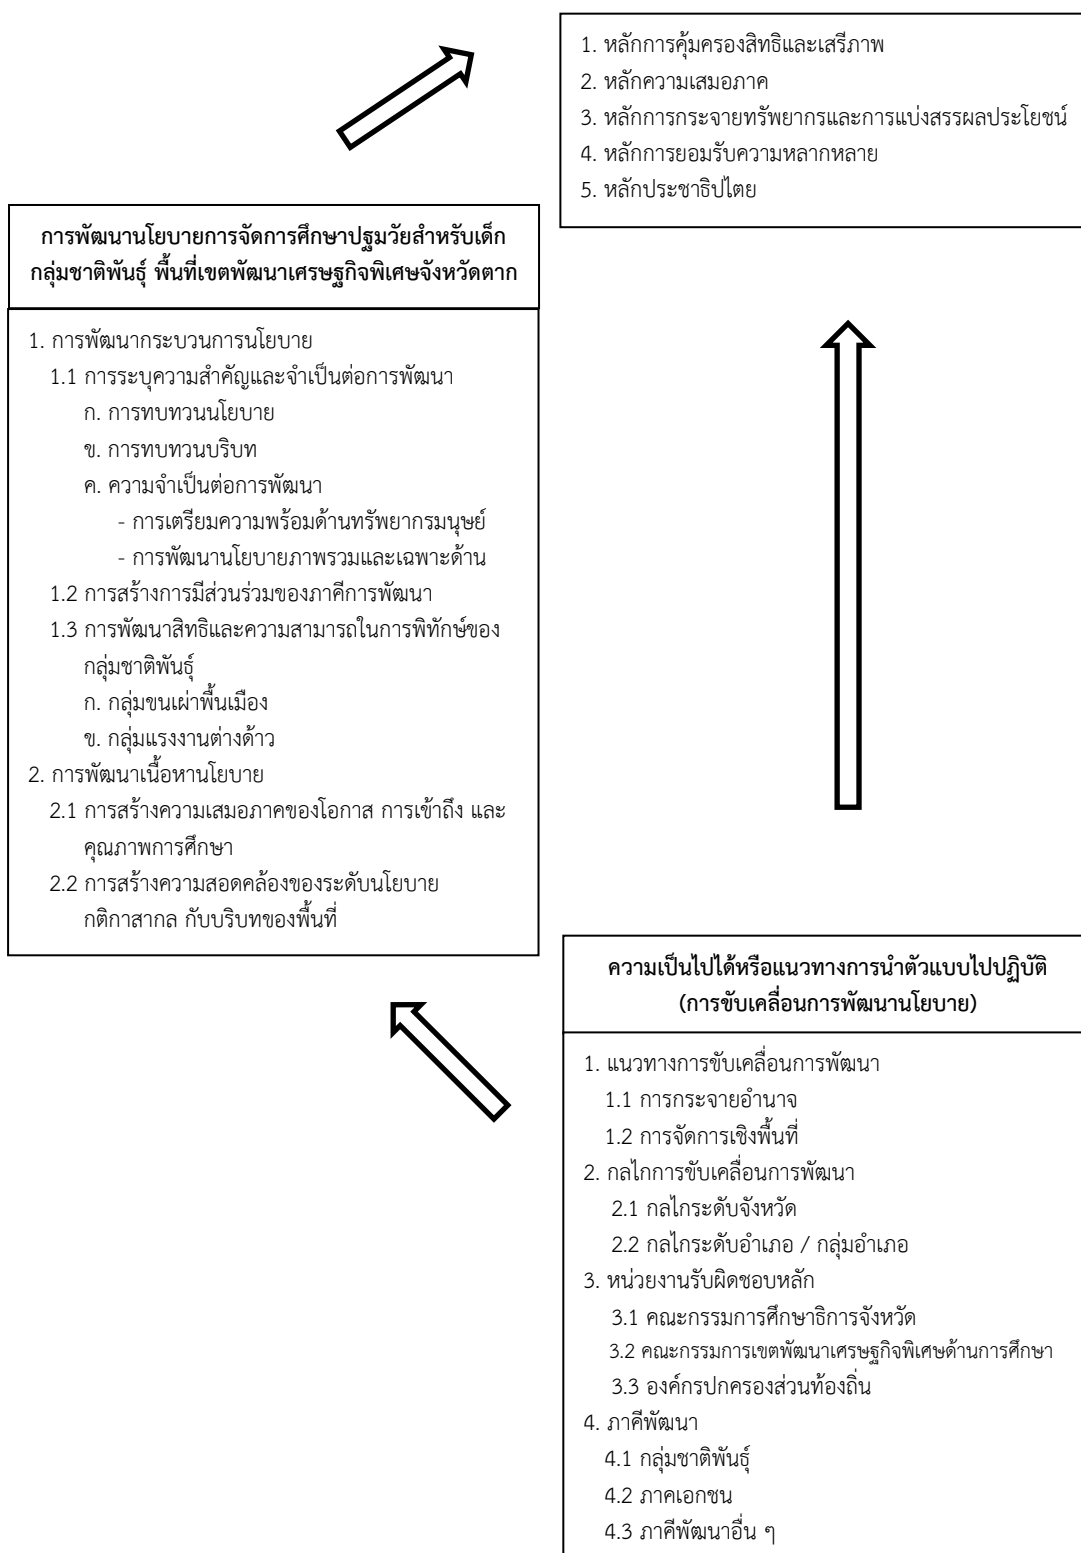 1. หลักการคุ้มครองสิทธิและเสรีภาพ
2. หลักความเสมอภาค
3. หลักการกระจายทรัพยากรและการแบ่งสรรผลประโยชน์
4. หลักการยอมรับความหลากหลาย
5. หลักประชาธิปไตย
การพัฒนานโยบายการจัดการศึกษาปฐมวัยสำหรับเด็ก
กลุ่มชาติพันธุ์ พื้นที่เขตพัฒนาเศรษฐกิจพิเศษจังหวัดตาก
1. การพัฒนากระบวนการนโยบาย
1.1 การระบุความสำคัญและจำเป็นต่อการพัฒนา
ก. การทบทวนนโยบาย
ข. การทบทวนบริบท
ค. ความจำเป็นต่อการพัฒนา
- การเตรียมความพร้อมด้านทรัพยากรมนุษย์
- การพัฒนานโยบายภาพรวมและเฉพาะด้าน
1.2 การสร้างการมีส่วนร่วมของภาคีการพัฒนา
1.3 การพัฒนาสิทธิและความสามารถในการพิทักษ์ของ
กลุ่มชาติพันธุ์
ก. กลุ่มชนเผ่าพื้นเมือง
ข. กลุ่มแรงงานต่างด้าว
2. การพัฒนาเนื้อหานโยบาย
2.1 การสร้างความเสมอภาคของโอกาส การเข้าถึง และ
คุณภาพการศึกษา
2.2 การสร้างความสอดคล้องของระดับนโยบาย
กติกาสากล กับบริบทของพื้นที่
ความเป็นไปได้หรือแนวทางการนำตัวแบบไปปฏิบัติ
(การขับเคลื่อนการพัฒนานโยบาย)
1. แนวทางการขับเคลื่อนการพัฒนา
1.1 การกระจายอำนาจ
1.2 การจัดการเชิงพื้นที่
2. กลไกการขับเคลื่อนการพัฒนา
2.1 กลไกระดับจังหวัด
2.2 กลไกระดับอำเภอ / กลุ่มอำเภอ
3. หน่วยงานรับผิดชอบหลัก
3.1 คณะกรรมการศึกษาธิการจังหวัด
3.2 คณะกรรมการเขตพัฒนาเศรษฐกิจพิเศษด้านการศึกษา
3.3 องค์กรปกครองส่วนท้องถิ่น
4. ภาคีพัฒนา
4.1 กลุ่มชาติพันธุ์
4.2 ภาคเอกชน
4.3 ภาคีพัฒนาอื่น ๆ